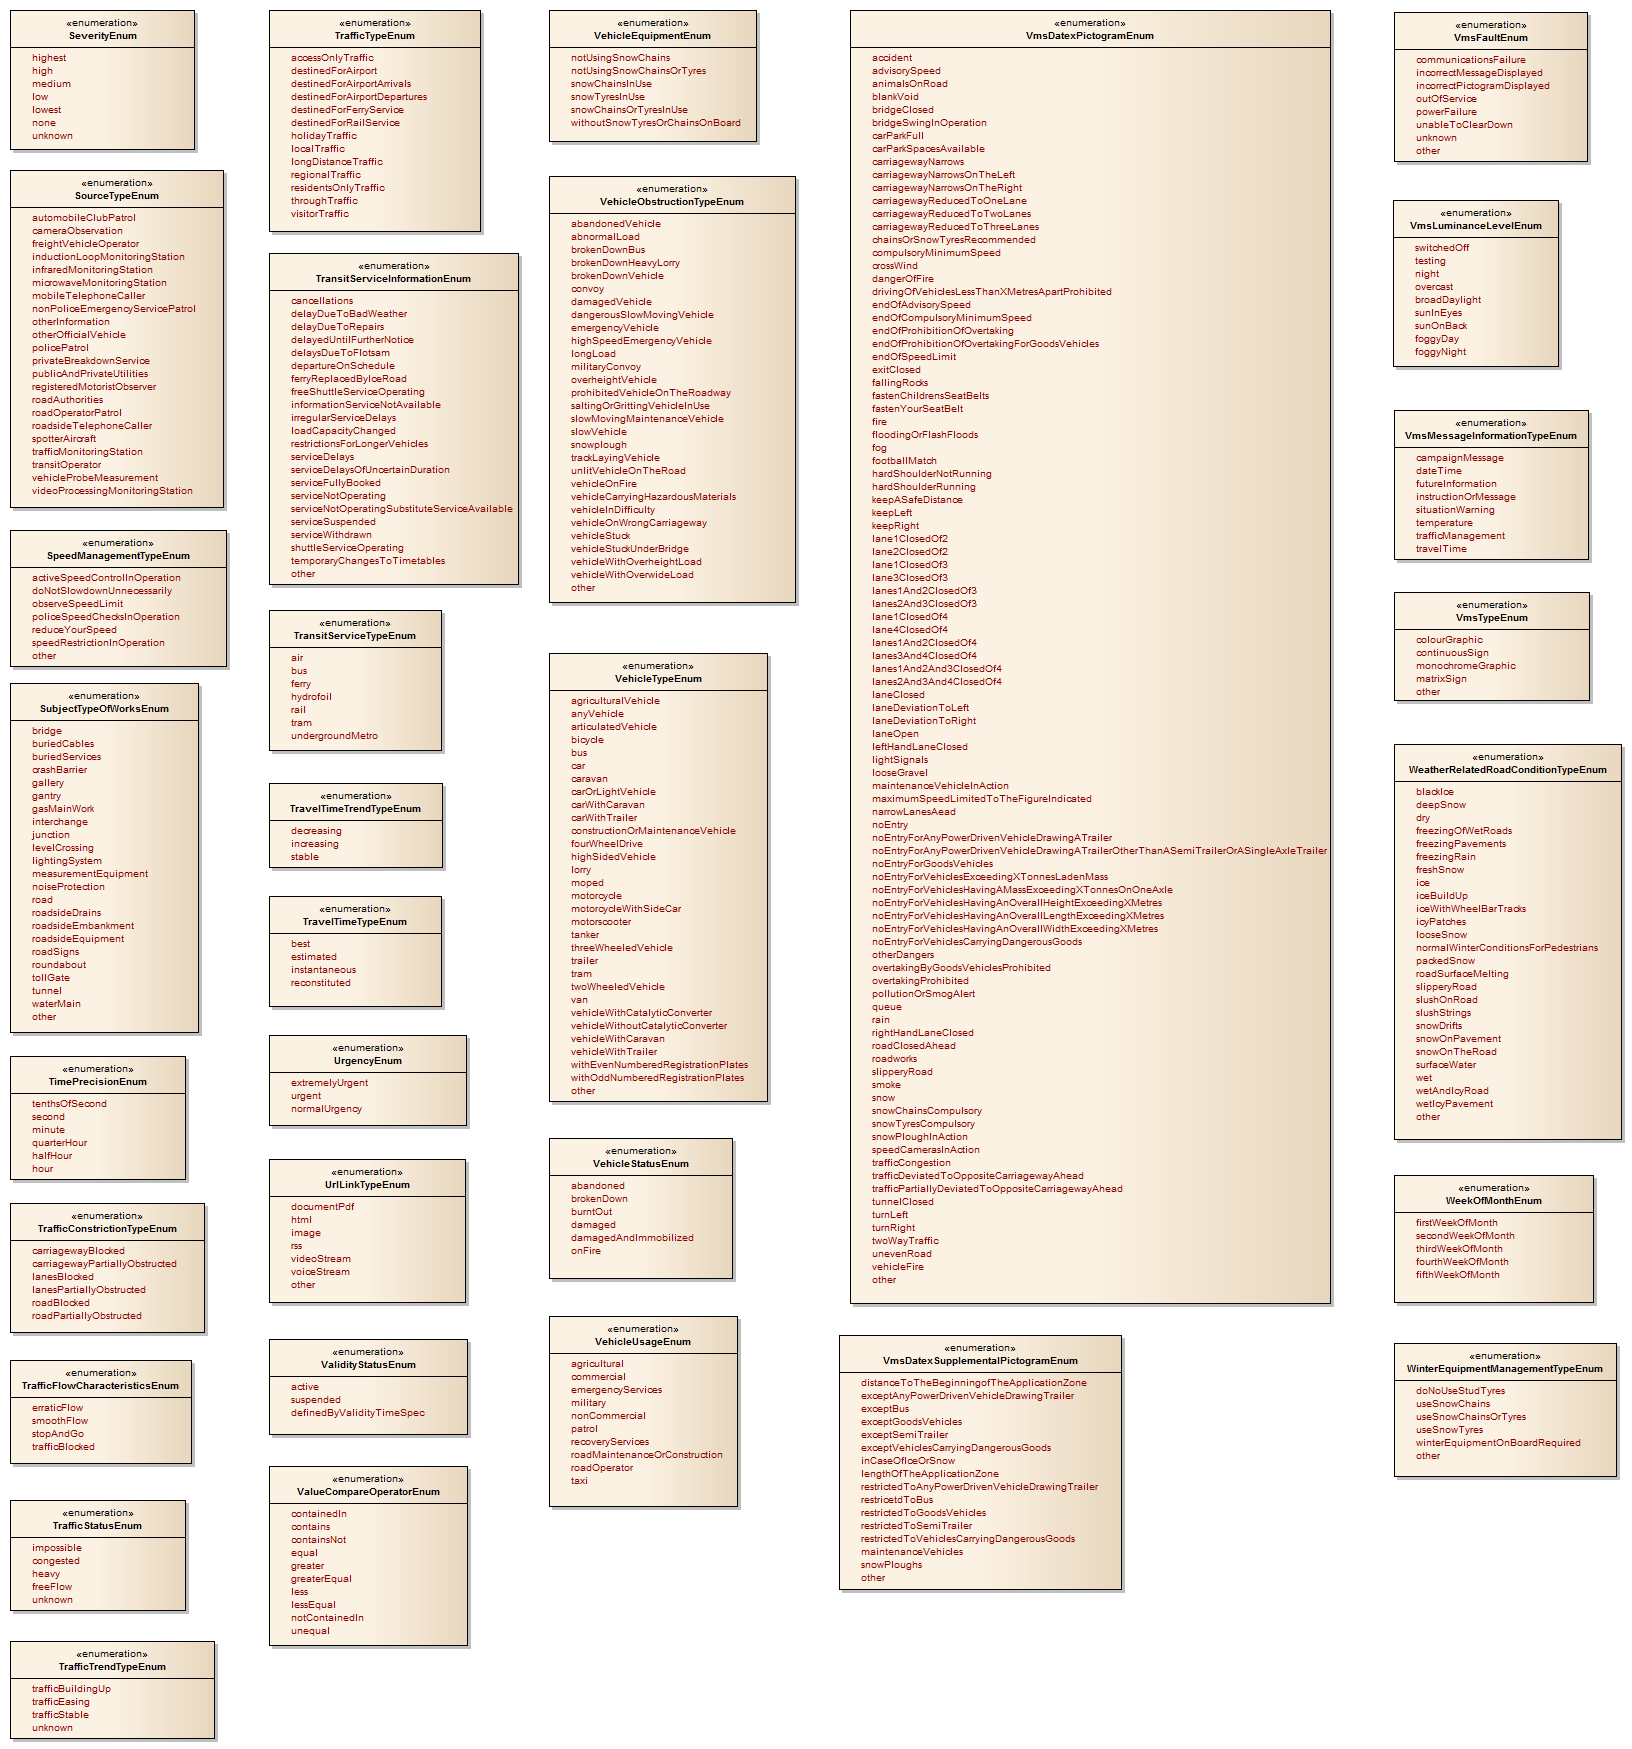 «enumeration»
SeverityEnum
highest
high
medium
low
lowest
none
unknown
«enumeration»
SourceTypeEnum
automobileClubPatrol
cameraObservation
freightVehicleOperator
inductionLoopMonitoringStation
infraredMonitoringStation
microwaveMonitoringStation
mobileTelephoneCaller
nonPoliceEmergencyServicePatrol
otherInformation
otherOfficialVehicle
policePatrol
privateBreakdownService
publicAndPrivateUtilities
registeredMotoristObserver
roadAuthorities
roadOperatorPatrol
roadsideTelephoneCaller
spotterAircraft
trafficMonitoringStation
transitOperator
vehicleProbeMeasurement
videoProcessingMonitoringStation
«enumeration»
SpeedManagementTypeEnum
activeSpeedControlInOperation
doNotSlowdownUnnecessarily
observeSpeedLimit
policeSpeedChecksInOperation
reduceYourSpeed
speedRestrictionInOperation
other
«enumeration»
SubjectTypeOfWorksEnum
bridge
buriedCables
buriedServices
crashBarrier
gallery
gantry
gasMainWork
interchange
junction
levelCrossing
lightingSystem
measurementEquipment
noiseProtection
road
roadsideDrains
roadsideEmbankment
roadsideEquipment
roadSigns
roundabout
tollGate
tunnel
waterMain
other
«enumeration»
TimePrecisionEnum
tenthsOfSecond
second
minute
quarterHour
halfHour
hour
«enumeration»
TrafficConstrictionTypeEnum
carriagewayBlocked
carriagewayPartiallyObstructed
lanesBlocked
lanesPartiallyObstructed
roadBlocked
roadPartiallyObstructed
«enumeration»
TrafficFlowCharacteristicsEnum
erraticFlow
smoothFlow
stopAndGo
trafficBlocked
«enumeration»
TrafficStatusEnum
impossible
congested
heavy
freeFlow
unknown
«enumeration»
TrafficTrendTypeEnum
trafficBuildingUp
trafficEasing
trafficStable
unknown
«enumeration»
TrafficTypeEnum
accessOnlyTraffic
destinedForAirport
destinedForAirportArrivals
destinedForAirportDepartures
destinedForFerryService
destinedForRailService
holidayTraffic
localTraffic
longDistanceTraffic
regionalTraffic
residentsOnlyTraffic
throughTraffic
visitorTraffic
«enumeration»
TransitServiceInformationEnum
cancellations
delayDueToBadWeather
delayDueToRepairs
delayedUntilFurtherNotice
delaysDueToFlotsam
departureOnSchedule
ferryReplacedByIceRoad
freeShuttleServiceOperating
informationServiceNotAvailable
irregularServiceDelays
loadCapacityChanged
restrictionsForLongerVehicles
serviceDelays
serviceDelaysOfUncertainDuration
serviceFullyBooked
serviceNotOperating
serviceNotOperatingSubstituteServiceAvailable
serviceSuspended
serviceWithdrawn
shuttleServiceOperating
temporaryChangesToTimetables
other
«enumeration»
TransitServiceTypeEnum
air
bus
ferry
hydrofoil
rail
tram
undergroundMetro
«enumeration»
TravelTimeTrendTypeEnum
decreasing
increasing
stable
«enumeration»
TravelTimeTypeEnum
best
estimated
instantaneous
reconstituted
«enumeration»
UrgencyEnum
extremelyUrgent
urgent
normalUrgency
«enumeration»
UrlLinkTypeEnum
documentPdf
html
image
rss
videoStream
voiceStream
other
«enumeration»
ValidityStatusEnum
active
suspended
definedByValidityTimeSpec
«enumeration»
ValueCompareOperatorEnum
containedIn
contains
containsNot
equal
greater
greaterEqual
less
lessEqual
notContainedIn
unequal
«enumeration»
VehicleEquipmentEnum
notUsingSnowChains
notUsingSnowChainsOrTyres
snowChainsInUse
snowTyresInUse
snowChainsOrTyresInUse
withoutSnowTyresOrChainsOnBoard
«enumeration»
VehicleObstructionTypeEnum
abandonedVehicle
abnormalLoad
brokenDownBus
brokenDownHeavyLorry
brokenDownVehicle
convoy
damagedVehicle
dangerousSlowMovingVehicle
emergencyVehicle
highSpeedEmergencyVehicle
longLoad
militaryConvoy
overheightVehicle
prohibitedVehicleOnTheRoadway
saltingOrGrittingVehicleInUse
slowMovingMaintenanceVehicle
slowVehicle
snowplough
trackLayingVehicle
unlitVehicleOnTheRoad
vehicleOnFire
vehicleCarryingHazardousMaterials
vehicleInDifficulty
vehicleOnWrongCarriageway
vehicleStuck
vehicleStuckUnderBridge
vehicleWithOverheightLoad
vehicleWithOverwideLoad
other
«enumeration»
VehicleTypeEnum
agriculturalVehicle
anyVehicle
articulatedVehicle
bicycle
bus
car
caravan
carOrLightVehicle
carWithCaravan
carWithTrailer
constructionOrMaintenanceVehicle
fourWheelDrive
highSidedVehicle
lorry
moped
motorcycle
motorcycleWithSideCar
motorscooter
tanker
threeWheeledVehicle
trailer
tram
twoWheeledVehicle
van
vehicleWithCatalyticConverter
vehicleWithoutCatalyticConverter
vehicleWithCaravan
vehicleWithTrailer
withEvenNumberedRegistrationPlates
withOddNumberedRegistrationPlates
other
«enumeration»
VehicleStatusEnum
abandoned
brokenDown
burntOut
damaged
damagedAndImmobilized
onFire
«enumeration»
VehicleUsageEnum
agricultural
commercial
emergencyServices
military
nonCommercial
patrol
recoveryServices
roadMaintenanceOrConstruction
roadOperator
taxi
«enumeration»
VmsDatexPictogramEnum
accident
advisorySpeed
animalsOnRoad
blankVoid
bridgeClosed
bridgeSwingInOperation
carParkFull
carParkSpacesAvailable
carriagewayNarrows
carriagewayNarrowsOnTheLeft
carriagewayNarrowsOnTheRight
carriagewayReducedToOneLane
carriagewayReducedToTwoLanes
carriagewayReducedToThreeLanes
chainsOrSnowTyresRecommended
compulsoryMinimumSpeed
crossWind
dangerOfFire
drivingOfVehiclesLessThanXMetresApartProhibited
endOfAdvisorySpeed
endOfCompulsoryMinimumSpeed
endOfProhibitionOfOvertaking
endOfProhibitionOfOvertakingForGoodsVehicles
endOfSpeedLimit
exitClosed
fallingRocks
fastenChildrensSeatBelts
fastenYourSeatBelt
fire
floodingOrFlashFloods
fog
footballMatch
hardShoulderNotRunning
hardShoulderRunning
keepASafeDistance
keepLeft
keepRight
lane1ClosedOf2
lane2ClosedOf2
lane1ClosedOf3
lane3ClosedOf3
lanes1And2ClosedOf3
lanes2And3ClosedOf3
lane1ClosedOf4
lane4ClosedOf4
lanes1And2ClosedOf4
lanes3And4ClosedOf4
lanes1And2And3ClosedOf4
lanes2And3And4ClosedOf4
laneClosed
laneDeviationToLeft
laneDeviationToRight
laneOpen
leftHandLaneClosed
lightSignals
looseGravel
maintenanceVehicleInAction
maximumSpeedLimitedToTheFigureIndicated
narrowLanesAead
noEntry
noEntryForAnyPowerDrivenVehicleDrawingATrailer
noEntryForAnyPowerDrivenVehicleDrawingATrailerOtherThanASemiTrailerOrASingleAxleTrailer
noEntryForGoodsVehicles
noEntryForVehiclesExceedingXTonnesLadenMass
noEntryForVehiclesHavingAMassExceedingXTonnesOnOneAxle
noEntryForVehiclesHavingAnOverallHeightExceedingXMetres
noEntryForVehiclesHavingAnOverallLengthExceedingXMetres
noEntryForVehiclesHavingAnOverallWidthExceedingXMetres
noEntryForVehiclesCarryingDangerousGoods
otherDangers
overtakingByGoodsVehiclesProhibited
overtakingProhibited
pollutionOrSmogAlert
queue
rain
rightHandLaneClosed
roadClosedAhead
roadworks
slipperyRoad
smoke
snow
snowChainsCompulsory
snowTyresCompulsory
snowPloughInAction
speedCamerasInAction
trafficCongestion
trafficDeviatedToOppositeCarriagewayAhead
trafficPartiallyDeviatedToOppositeCarriagewayAhead
tunnelClosed
turnLeft
turnRight
twoWayTraffic
unevenRoad
vehicleFire
other
«enumeration»
VmsDatexSupplementalPictogramEnum
distanceToTheBeginningofTheApplicationZone
exceptAnyPowerDrivenVehicleDrawingTrailer
exceptBus
exceptGoodsVehicles
exceptSemiTrailer
exceptVehiclesCarryingDangerousGoods
inCaseOfIceOrSnow
lengthOfTheApplicationZone
restrictedToAnyPowerDrivenVehicleDrawingTrailer
restricetdToBus
restrictedToGoodsVehicles
restrictedToSemiTrailer
restrictedToVehiclesCarryingDangerousGoods
maintenanceVehicles
snowPloughs
other
«enumeration»
VmsFaultEnum
communicationsFailure
incorrectMessageDisplayed
incorrectPictogramDisplayed
outOfService
powerFailure
unableToClearDown
unknown
other
«enumeration»
VmsLuminanceLevelEnum
switchedOff
testing
night
overcast
broadDaylight
sunInEyes
sunOnBack
foggyDay
foggyNight
«enumeration»
VmsMessageInformationTypeEnum
campaignMessage
dateTime
futureInformation
instructionOrMessage
situationWarning
temperature
trafficManagement
travelTime
«enumeration»
VmsTypeEnum
colourGraphic
continuousSign
monochromeGraphic
matrixSign
other
«enumeration»
WeatherRelatedRoadConditionTypeEnum
blackIce
deepSnow
dry
freezingOfWetRoads
freezingPavements
freezingRain
freshSnow
ice
iceBuildUp
iceWithWheelBarTracks
icyPatches
looseSnow
normalWinterConditionsForPedestrians
packedSnow
roadSurfaceMelting
slipperyRoad
slushOnRoad
slushStrings
snowDrifts
snowOnPavement
snowOnTheRoad
surfaceWater
wet
wetAndIcyRoad
wetIcyPavement
other
«enumeration»
WeekOfMonthEnum
firstWeekOfMonth
secondWeekOfMonth
thirdWeekOfMonth
fourthWeekOfMonth
fifthWeekOfMonth
«enumeration»
WinterEquipmentManagementTypeEnum
doNoUseStudTyres
useSnowChains
useSnowChainsOrTyres
useSnowTyres
winterEquipmentOnBoardRequired
other